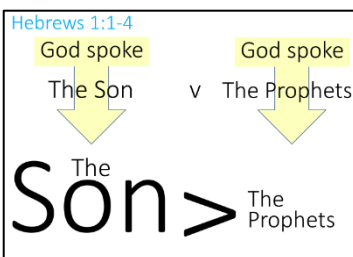 Hebrews 1:1-4
God spoke God spoke
The Son v The Prophets
The
Son > The
Prophets